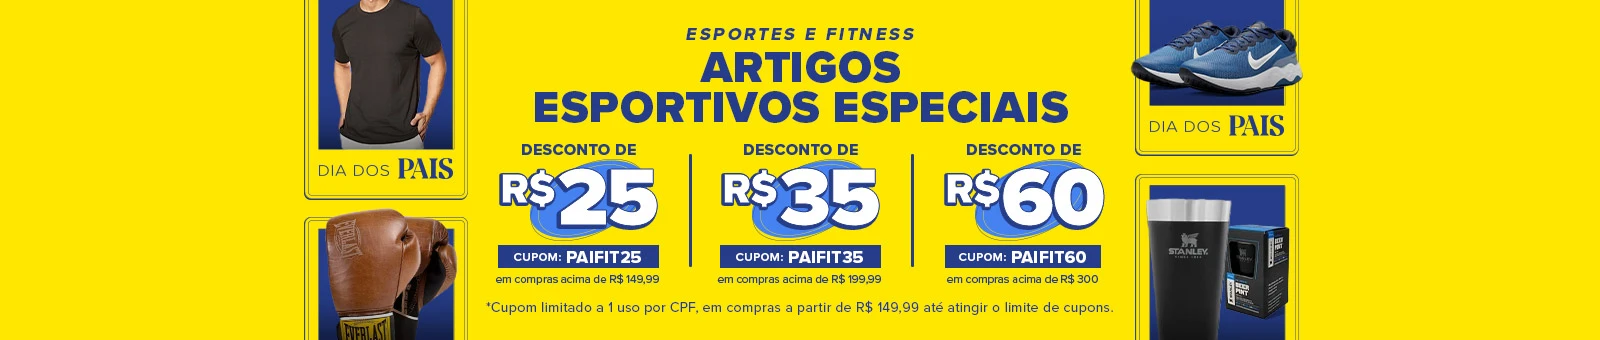 ESPORTES E FITNESS
ARTIGOS
ESPORTIVOS ESPECIAIS
DESCONTO DE
R$25
CUPOM: PAIFIT25
em compras acima de R$ 149,99
DESCONTO DE
R$35
CUPOM: PAIFIT35
em compras acima de R$ 199,99
DESCONTO DE
R$60
CUPOM: PAIFIT60
em compras acima de R$ 300
*Cupom limitado a 1 uso por CPF, em compras a partir de R$ 149,99 até atingir o limite de cupons.
DIA DOS PAIS
EVERLAST
EVERLAST
DIA DOS PAIS
STANLEY
BEER
PINT